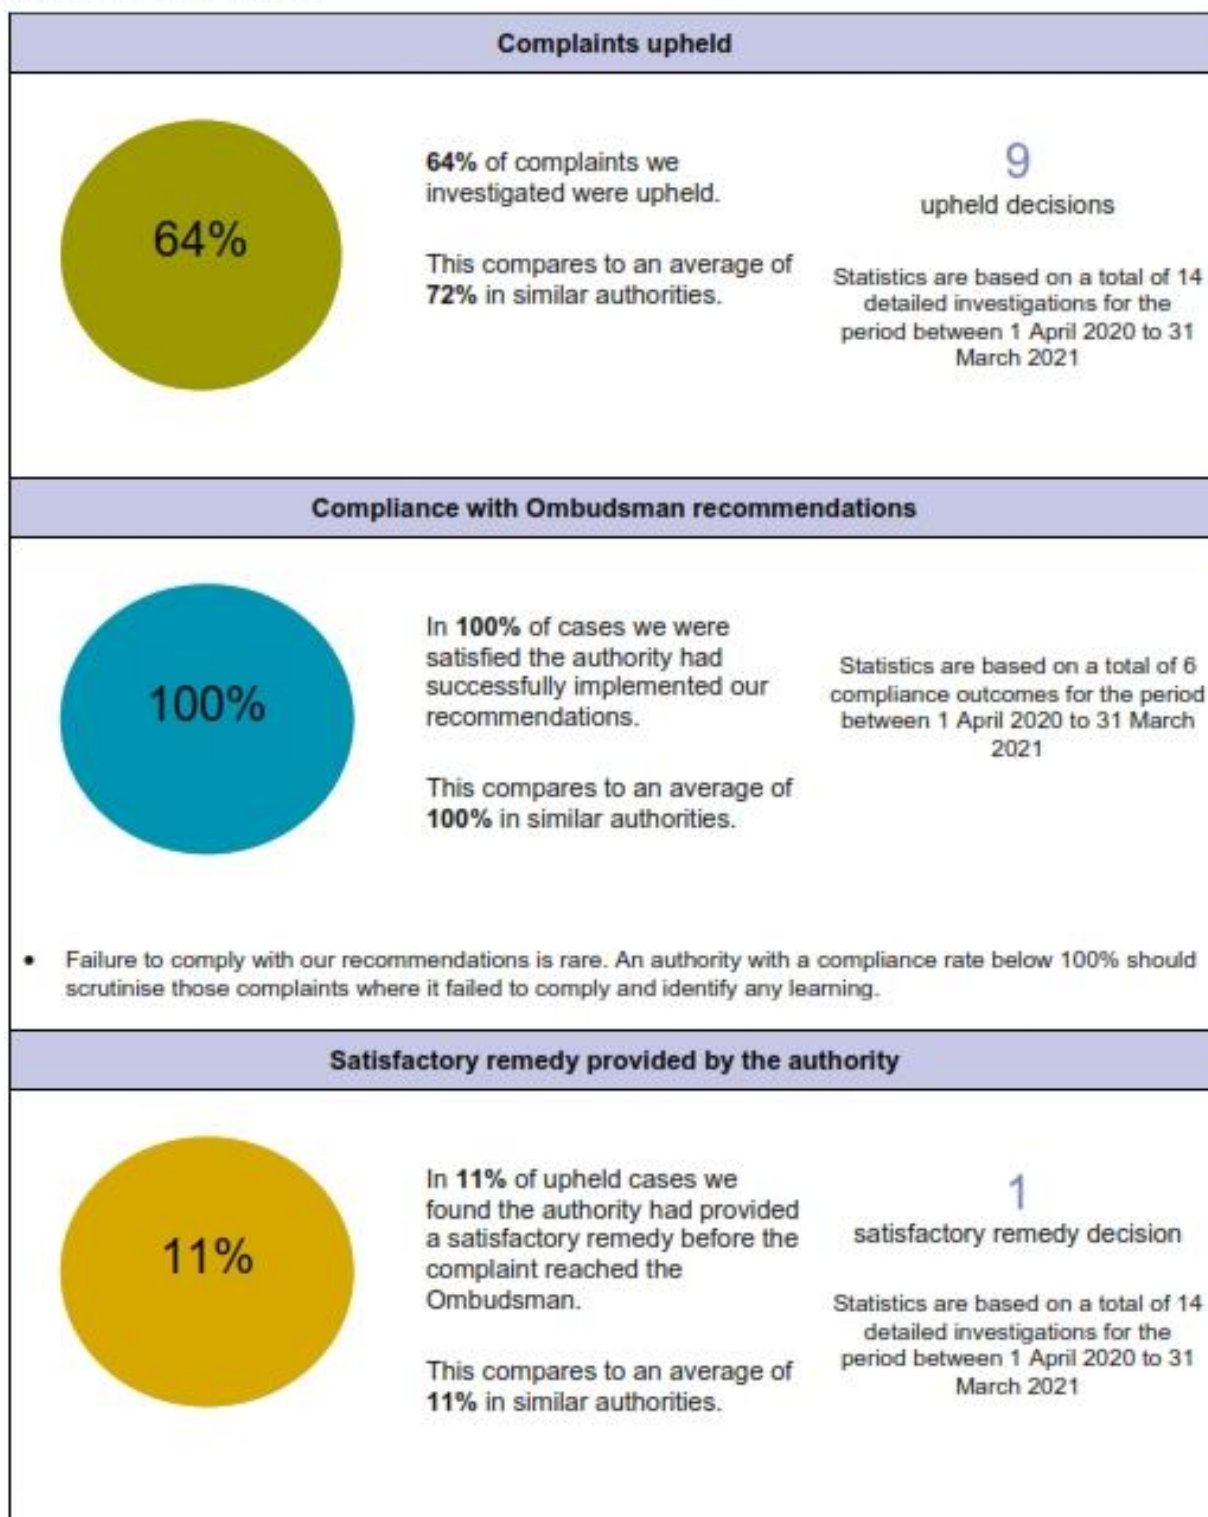 Complaints upheld
64%
64% of complaints we
investigated were upheld.
This compares to an average of
72% in similar authorities.
9
upheld decisions
Statistics are based on a total of 14
detailed investigations for the
period between 1 April 2020 to 31
March 2021
Compliance with Ombudsman recommendations
100%
In 100% of cases we were
satisfied the authority had
successfully implemented our
recommendations.
This compares to an average of
100% in similar authorities.
Statistics are based on a total of 6
compliance outcomes for the period
between 1 April 2020 to 31 March
2021
• Failure to comply with our recommendations is rare. An authority with a compliance rate below 100% should
scrutinise those complaints where it failed to comply and identify any learning.
Satisfactory remedy provided by the authority
11%
In 11% of upheld cases we
found the authority had provided
a satisfactory remedy before the
complaint reached the
Ombudsman.
This compares to an average of
11% in similar authorities.
1
satisfactory remedy decision
Statistics are based on a total of 14
detailed investigations for the
period between 1 April 2020 to 31
March 2021